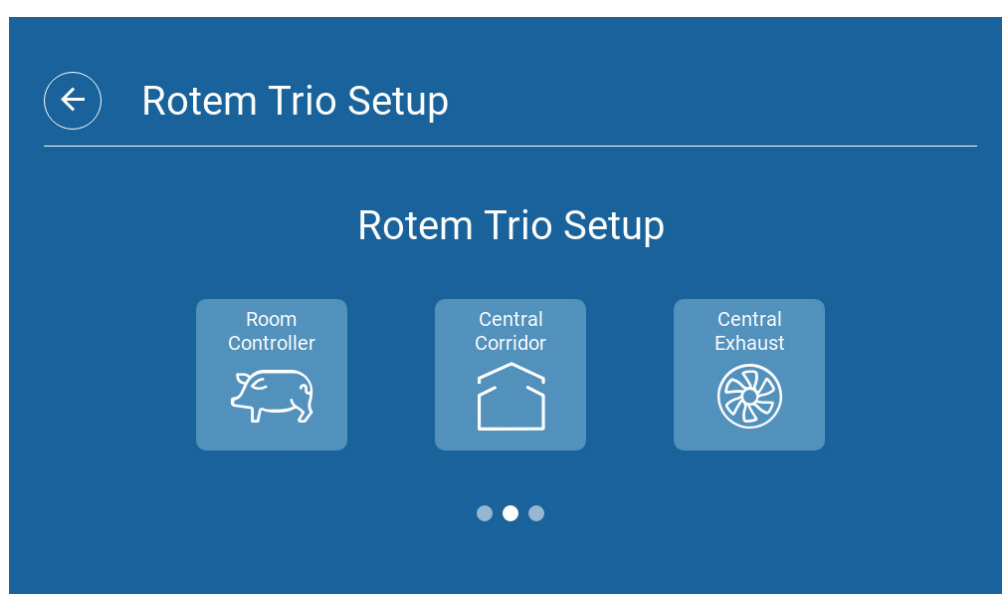 Rotem Trio Setup
Rotem Trio Setup
Room
Controller
Central
Corridor
Central
Exhaust